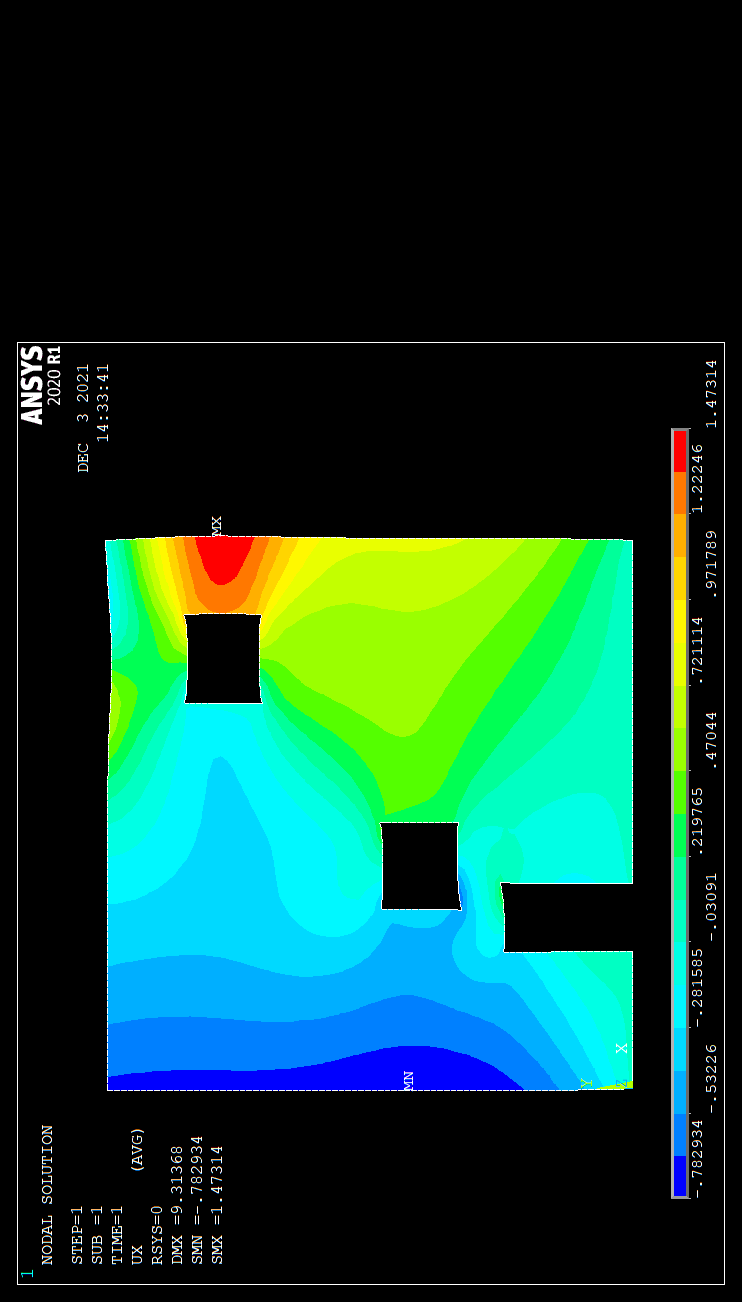 1
NODAL SOLUTION
STEP=1
SUB =1
TIME=1
UX       (AVG)
RSYS=0
DMX =9.31368
SMN =-.782934
SMX =1.47314
ANSYS
2020 R1
DEC  3 2021
14:33:41
MX
MN
Y
Z X
-.782934
-.53226
-.281585
-.03091
.219765
.47044
.721114
.971789
1.22246
1.47314